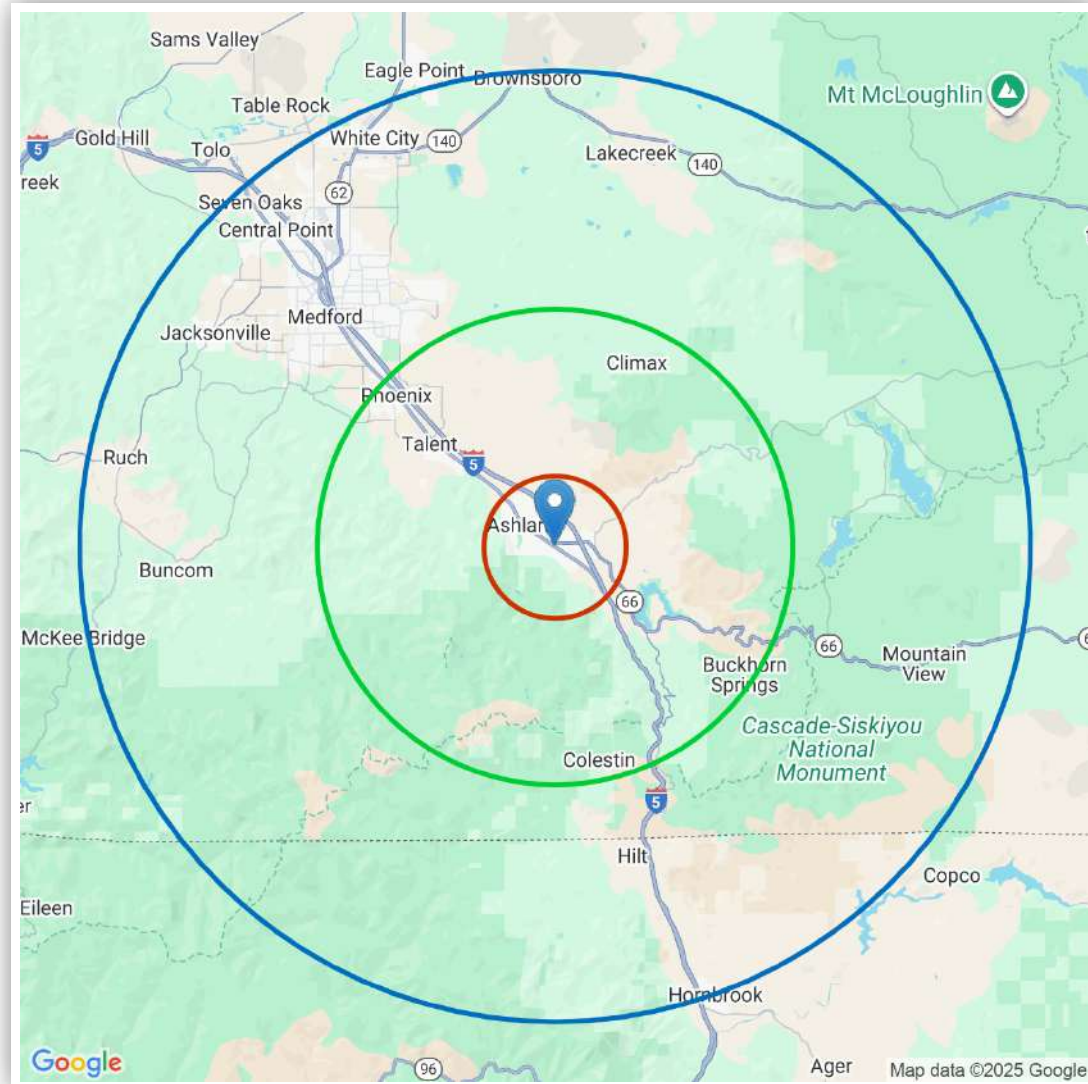 Sams Valley
Eagle Point
Brownsboro
Mt McLoughlin
Table Rock
Gold Hill
White City
140
5
Tolo
Lakecreek
140
reek
62
Seven Oaks
Central Point
Medford
Jacksonville
Climax
Phoenix
Talent
Ruch
5
Ashlan
Buncom
66
McKee Bridge
66
6
Mountain
View
Buckhorn
Springs
Cascade-Siskiyou
National
Monument
Colestin
er
5
Hilt
Copco
Eileen
Hornbrook
Google
96
Ager
Map data ©2025 Google